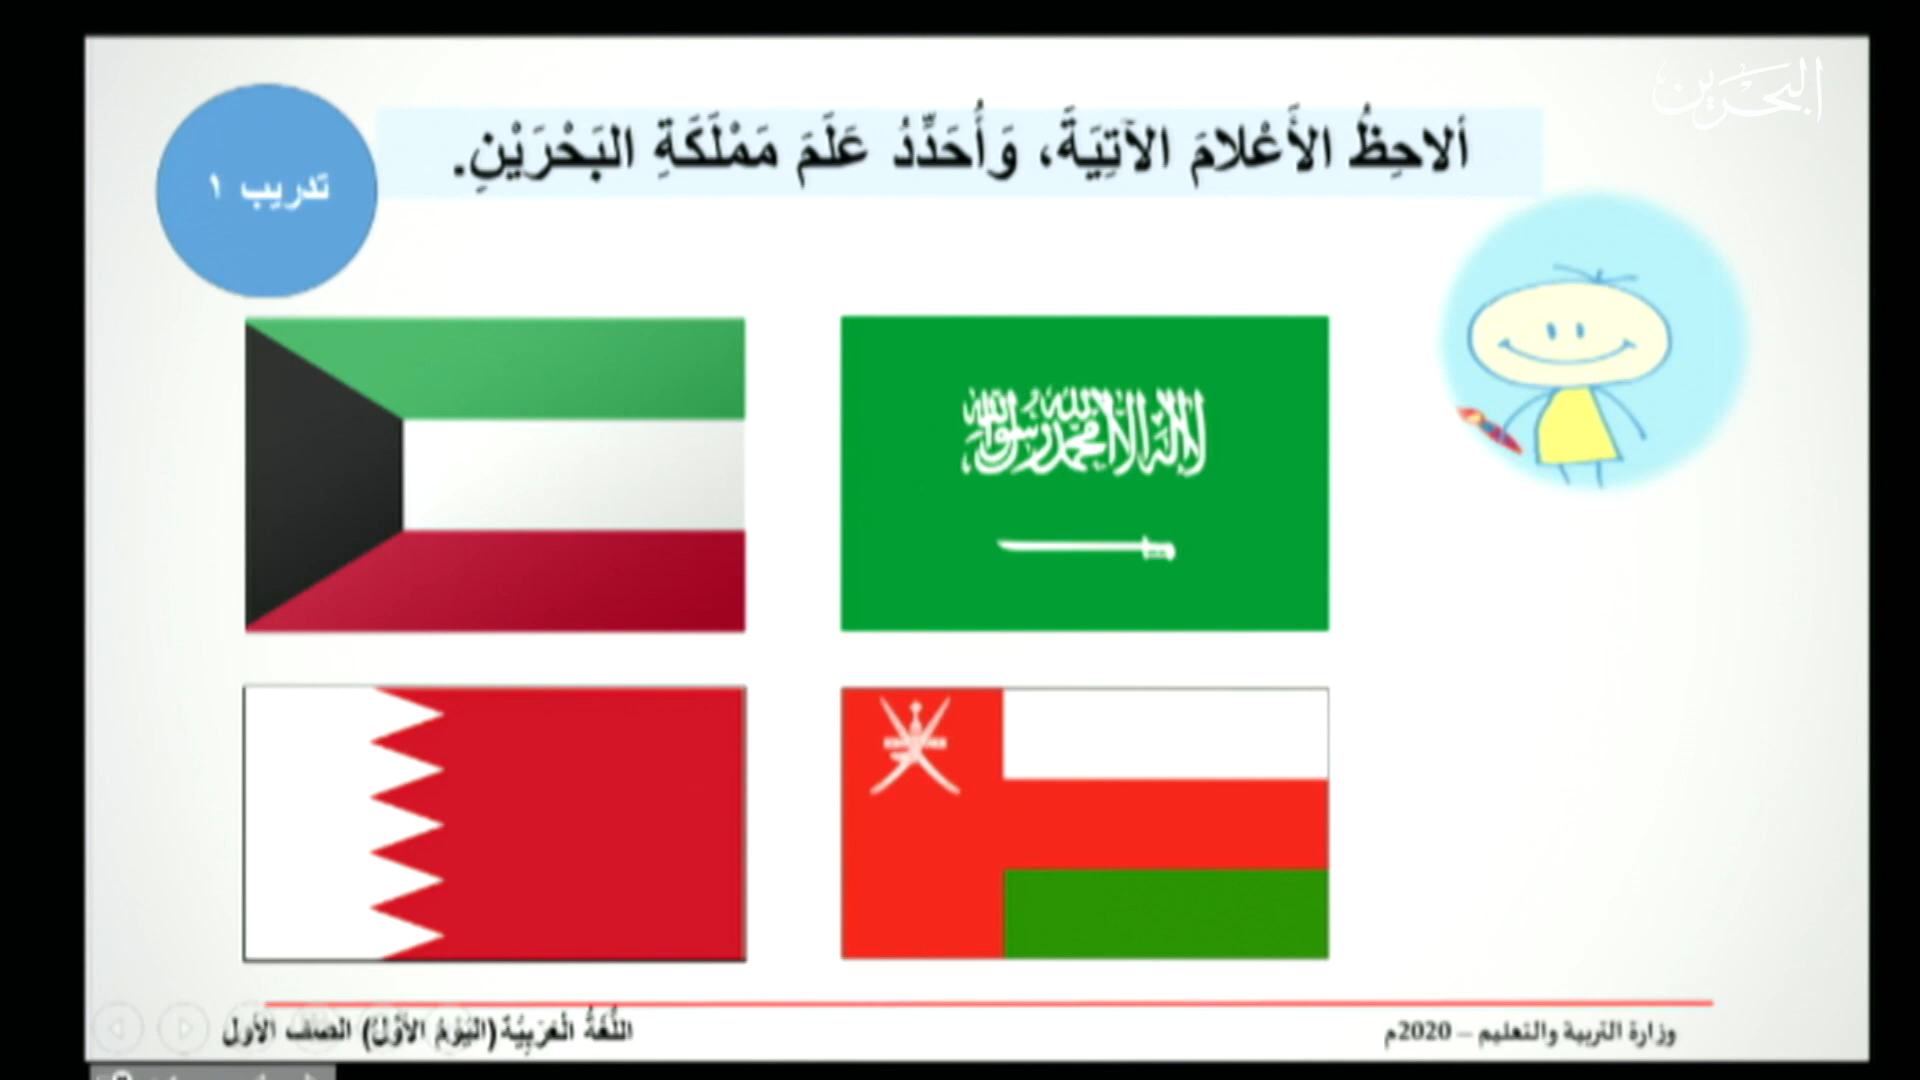 البحرين
ألاحِظُ الأَعْلامَ الآتِيَةَ، وَأُحَدِّدُ عَلَمَ مَمْلَكَةِ البَحْرَيْنِ.
تدريب ١
لا إله إلا الله محمد رسول الله
وزارة التربية والتعليم – 2020م
اللُّغَةُ الْعَرَبِيَّة (اليَوْمُ الأَوَّلُ) الصف الأول